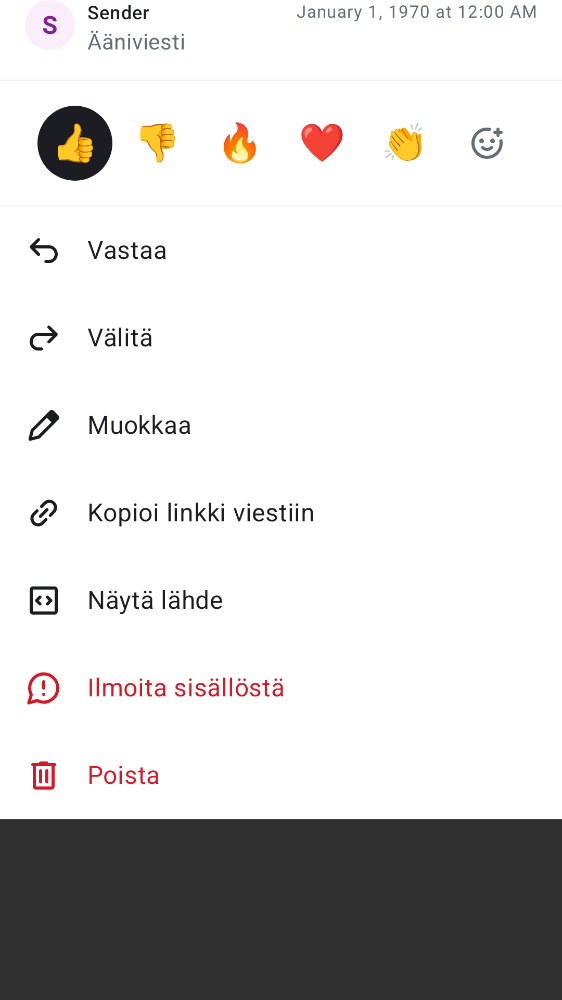 S
Sender
January 1, 1970 at 12:00 AM
Ääniviesti
Vastaa
Välitä
Muokkaa
Kopioi linkki viestiin
Näytä lähde
Ilmoita sisällöstä
Poista